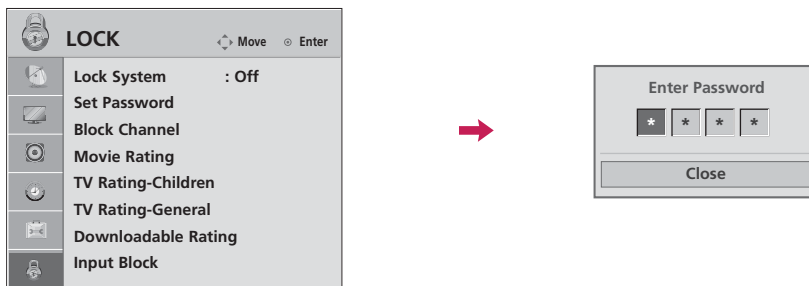 LOCK Move Enter
Lock System : Off
Set Password
Block Channel
Movie Rating
TV Rating-Children
TV Rating-General
Downloadable Rating
Input Block
Enter Password
* * * *
Close